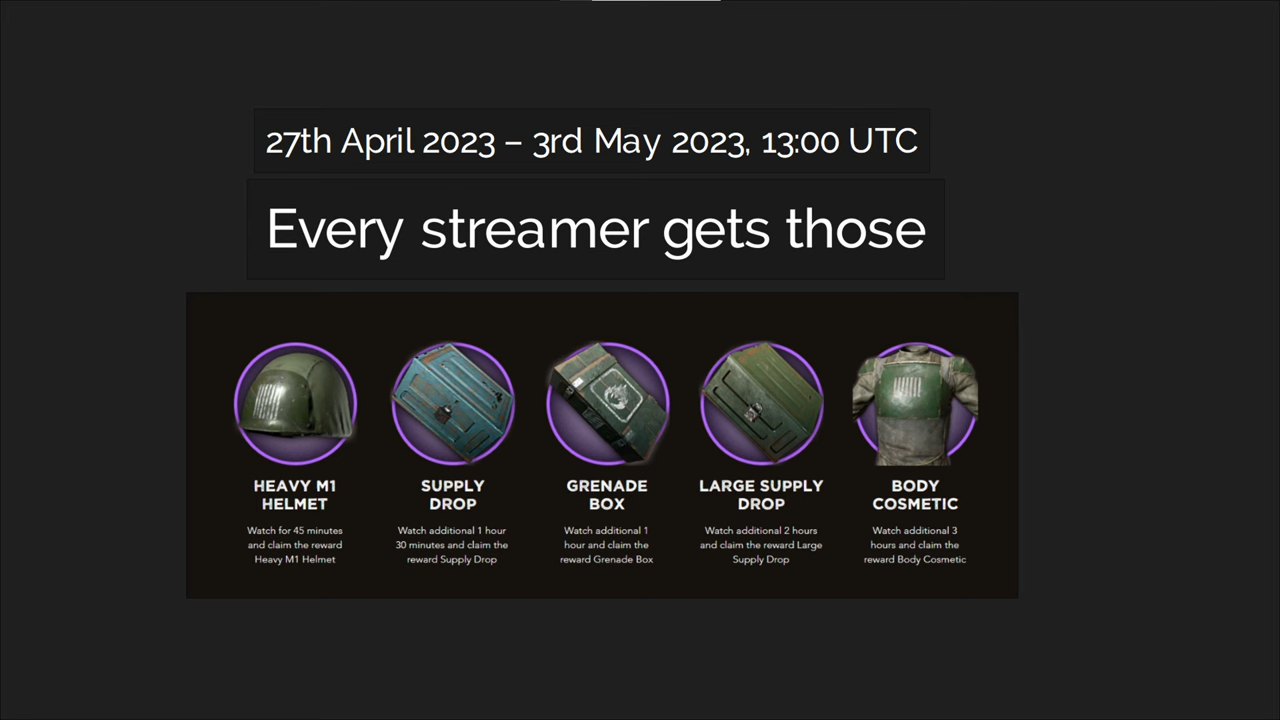 27th April 2023 – 3rd May 2023, 13:00 UTC
Every streamer gets those
HEAVY M1
HELMET
Watch for 45 minutes
and claim the reward
Heavy M1 Helmet
SUPPLY
DROP
Watch additional 1 hour
30 minutes and claim the
reward Supply Drop
GRENADE
BOX
Watch additional 1
hour and claim the
reward Grenade Box
LARGE SUPPLY
DROP
Watch additional 2 hours
and claim the reward Large
Supply Drop
BODY
COSMETIC
Watch additional 3
hours and claim the
reward Body Cosmetic